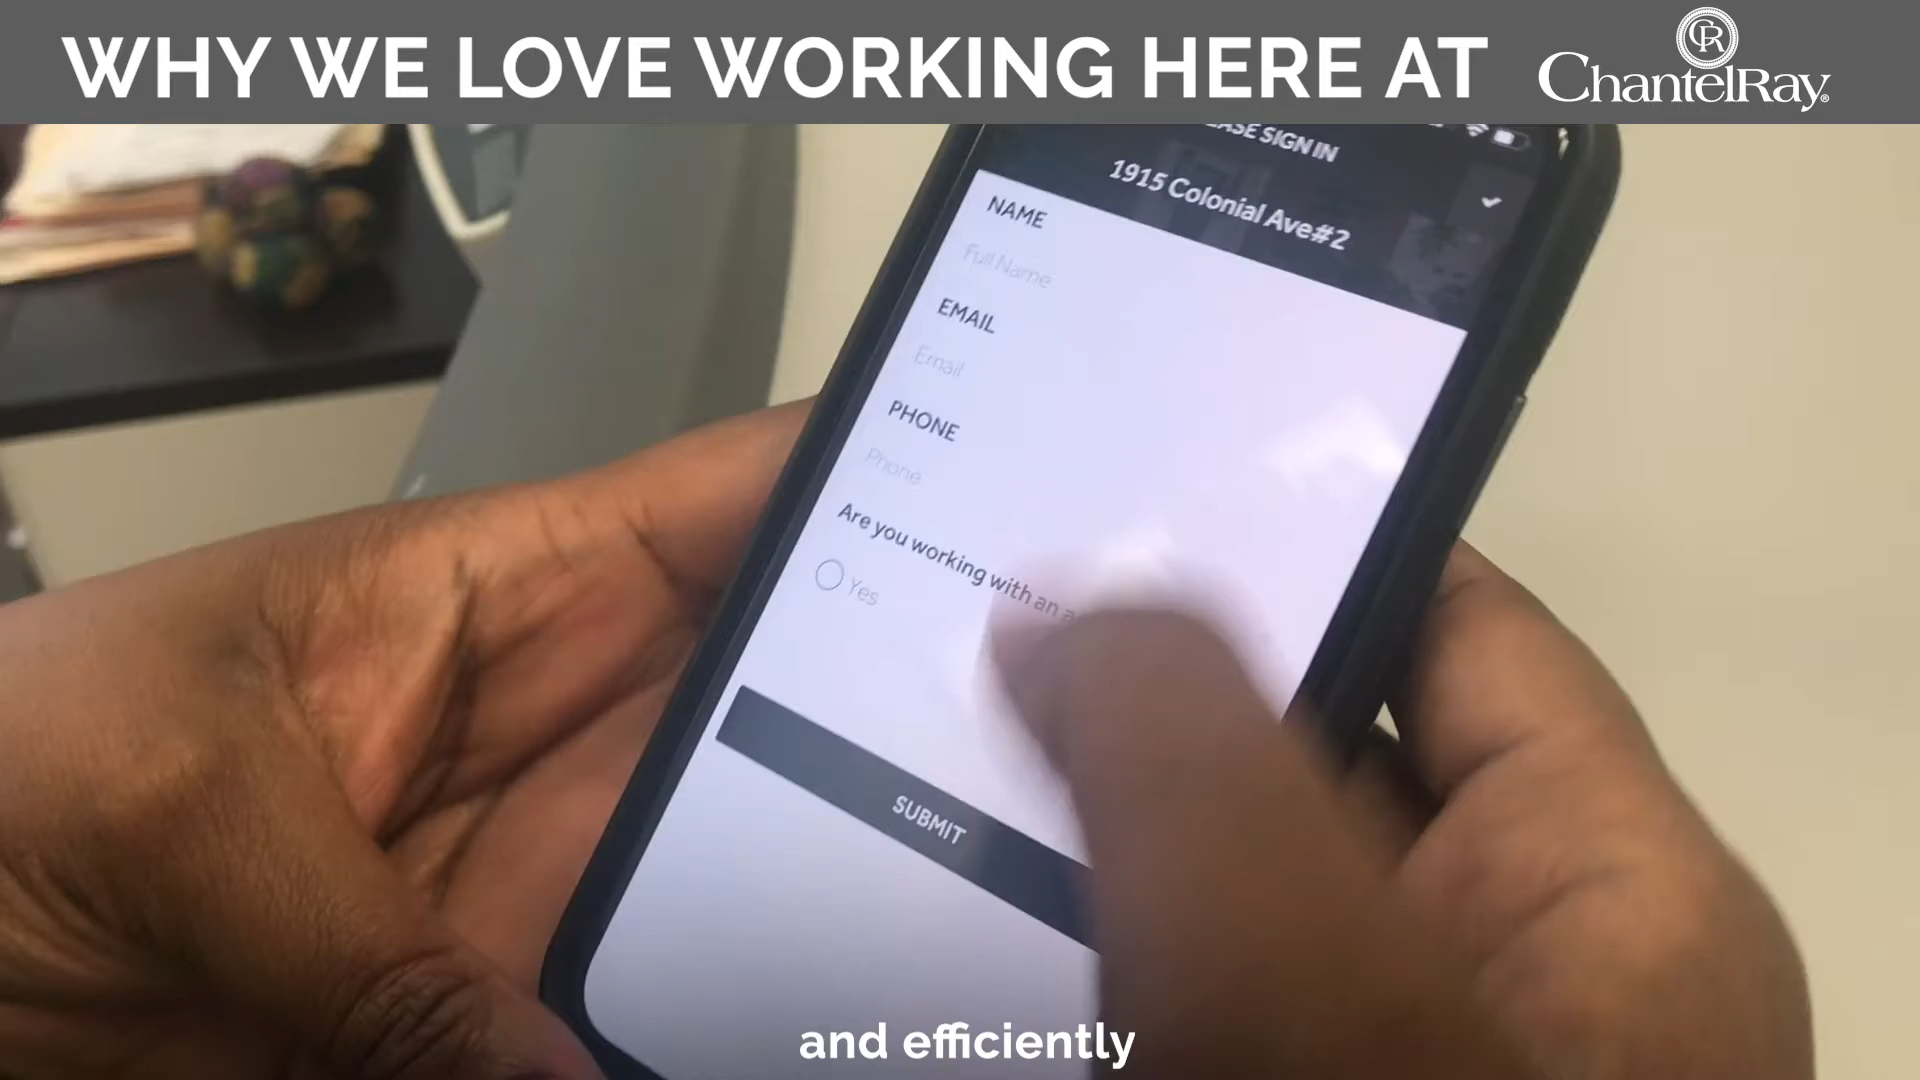 WHY WE LOVE WORKING HERE AT
CR
ChantelRay®
SIGN IN
1915 Colonial Ave#2
NAME
Full Name
EMAIL
Email
PHONE
Phone
Are you working with an
Yes
SUBMIT
and efficiently